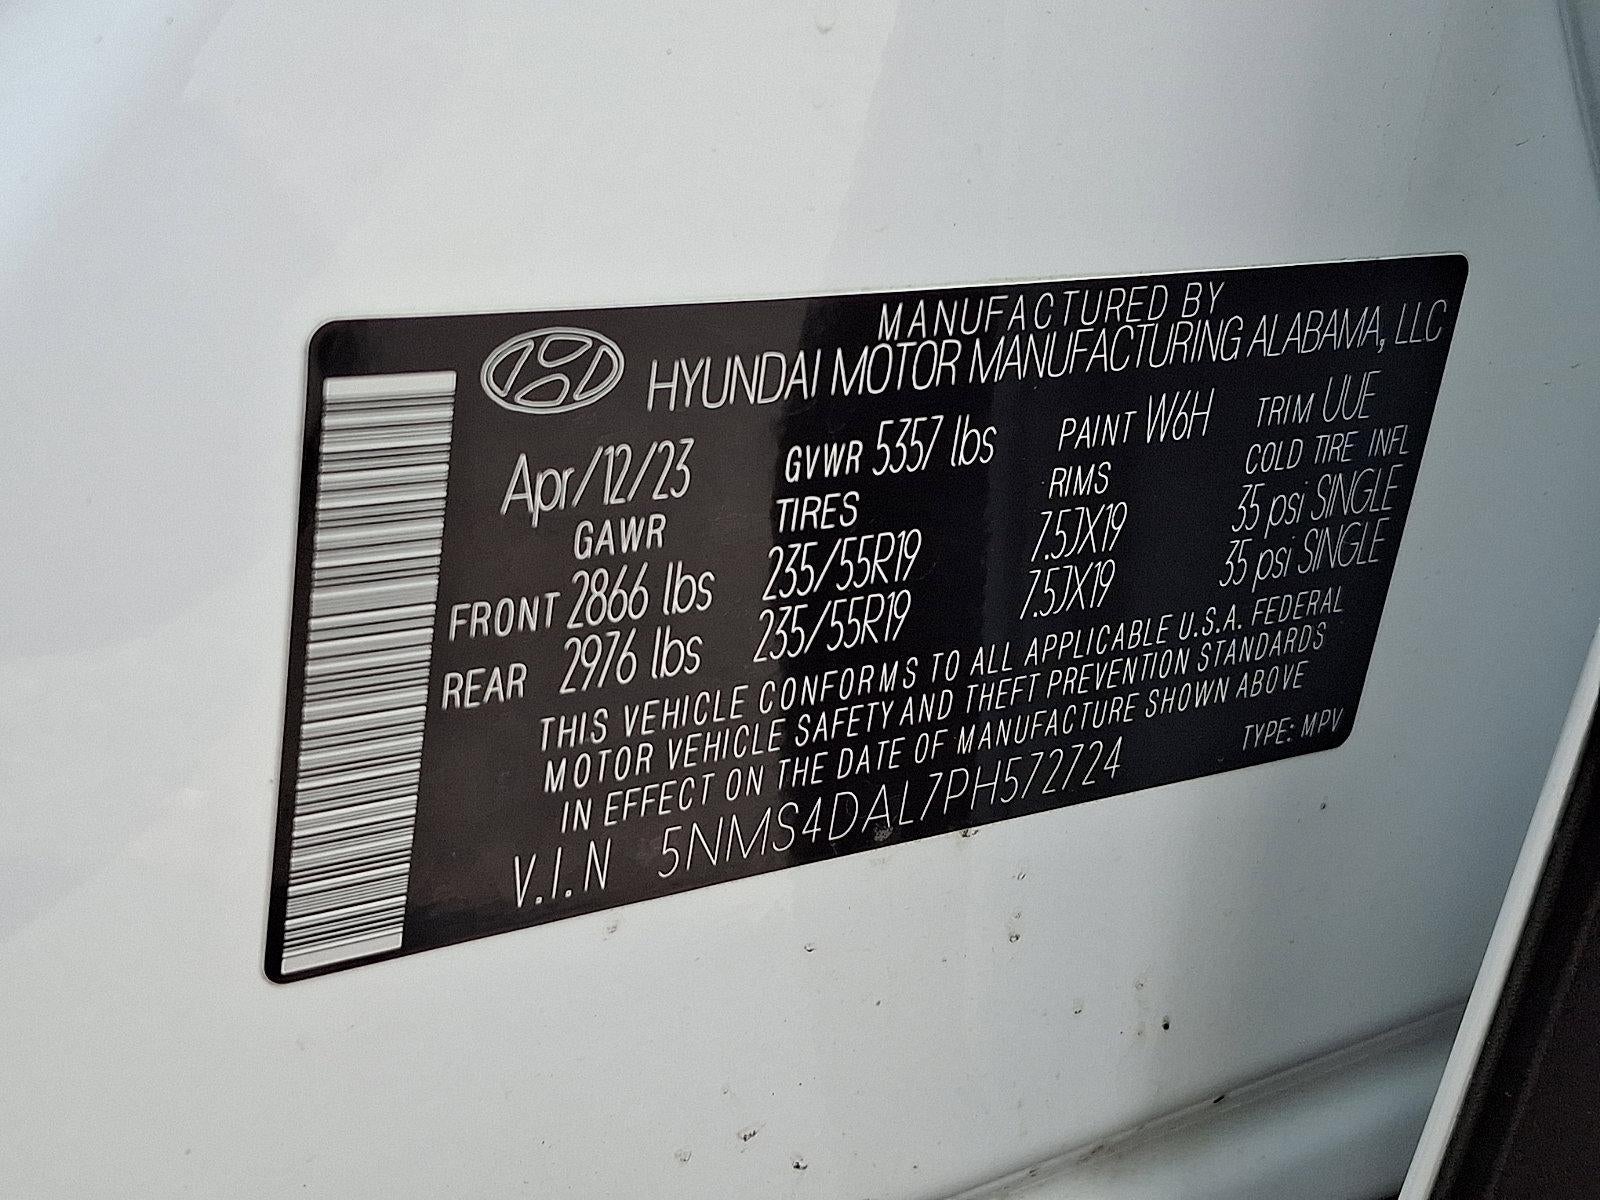 MANUFACTURED BY
HYUNDAI MOTOR MANUFACTURING ALABAMA, LLC
Apr/12/23 GVWR 5357 lbs PAINT W6H TRIM UUE
GAWR TIRES RIMS COLD TIRE INFL
FRONT 2866 lbs 235/55R19 7.5JX19 35 psi SINGLE
REAR 2976 lbs 235/55R19 7.5JX19 35 psi SINGLE
THIS VEHICLE CONFORMS TO ALL APPLICABLE U.S.A. FEDERAL
MOTOR VEHICLE SAFETY AND THEFT PREVENTION STANDARDS
IN EFFECT ON THE DATE OF MANUFACTURE SHOWN ABOVE
V.I.N 5NMS4DAL7PH572724 TYPE: MPV